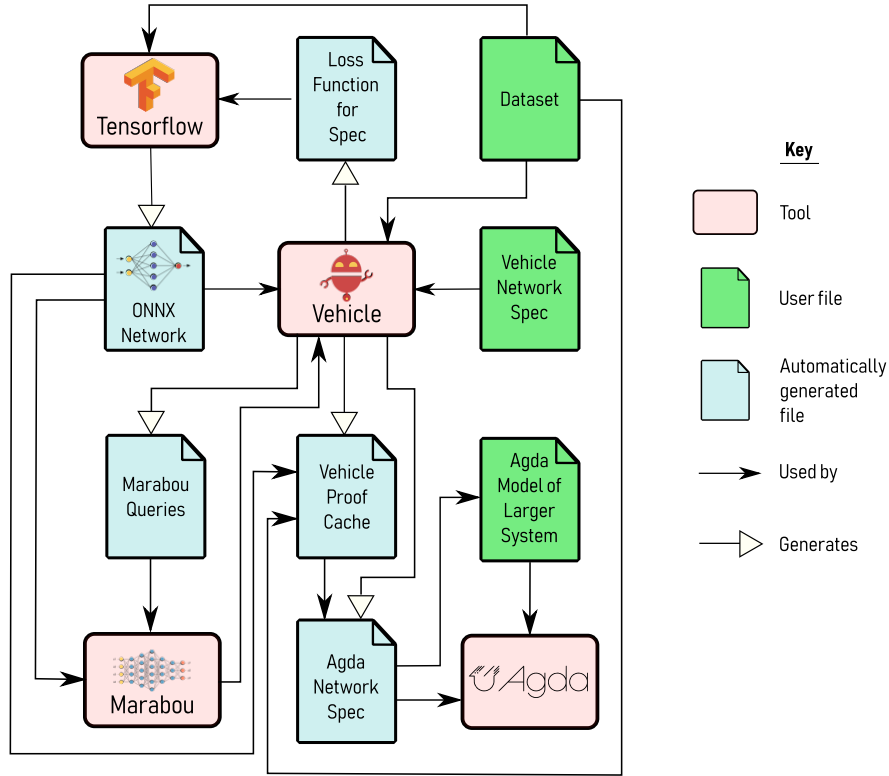 Loss
Function
for
Spec
Dataset
Tensorflow
Key
Tool
Vehicle
Network
Spec
ONNX
Network
Vehicle
User file
Automatically
generated
file
Marabou
Queries
Vehicle
Proof
Cache
Agda
Model of
Larger
System
Used by
Generates
Marabou
Agda
Network
Spec
Agda